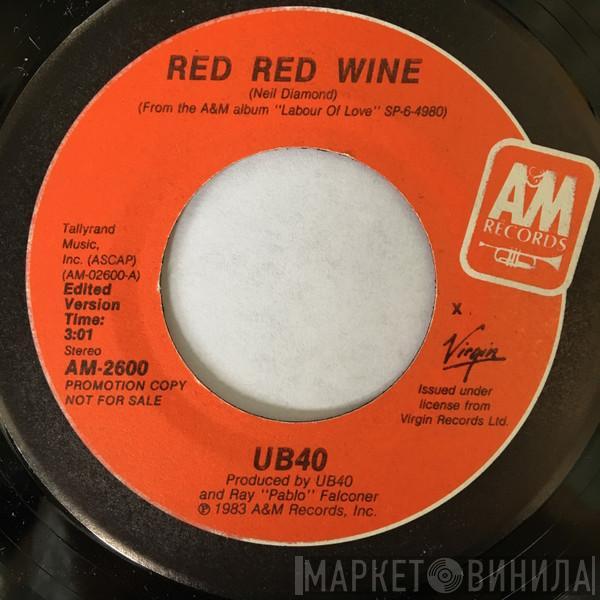 RED RED WINE
(Neil Diamond)
(From the A&M album "Labour Of Love" SP-6-4980)
A&M
RECORDS
Tallyrand
Music,
Inc. (ASCAP)
(AM-02600-A)
Edited
Version
Time:
3:01
Stereo
AM-2600
PROMOTION COPY
NOT FOR SALE
X
Virgin
Issued under
license from
Virgin Records Ltd.
UB40
Produced by UB40
and Ray "Pablo" Falconer
℗ 1983 A&M Records, Inc.
МАРКЕТ ВИНИЛА